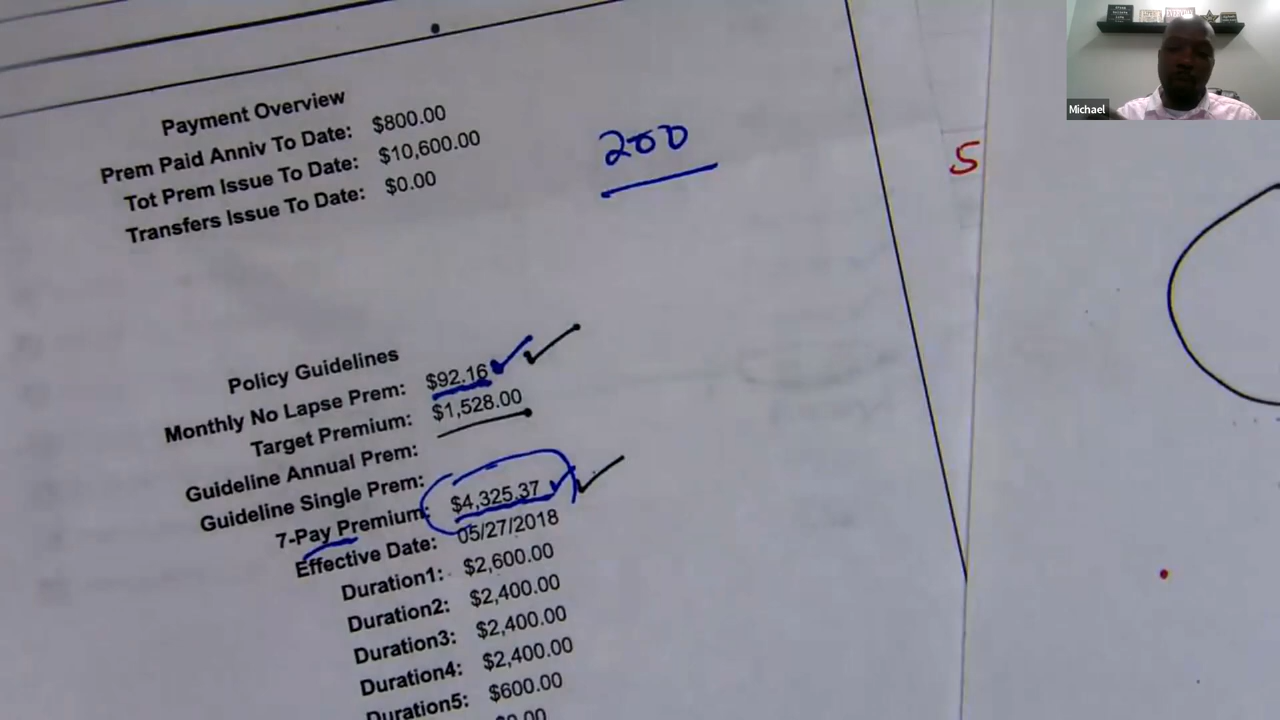 Payment Overview
Prem Paid Anniv To Date: $800.00
Tot Prem Issue To Date: $10,600.00
Transfers Issue To Date: $0.00
200
S
Michael
Policy Guidelines
Monthly No Lapse Prem: $92.16
Target Premium: $1,528.00
Guideline Annual Prem:
Guideline Single Prem:
7-Pay Premium: $4,325.37
Effective Date: 05/27/2018
Duration1: $2,600.00
Duration2: $2,400.00
Duration3: $2,400.00
Duration4: $2,400.00
Duration5: $600.00